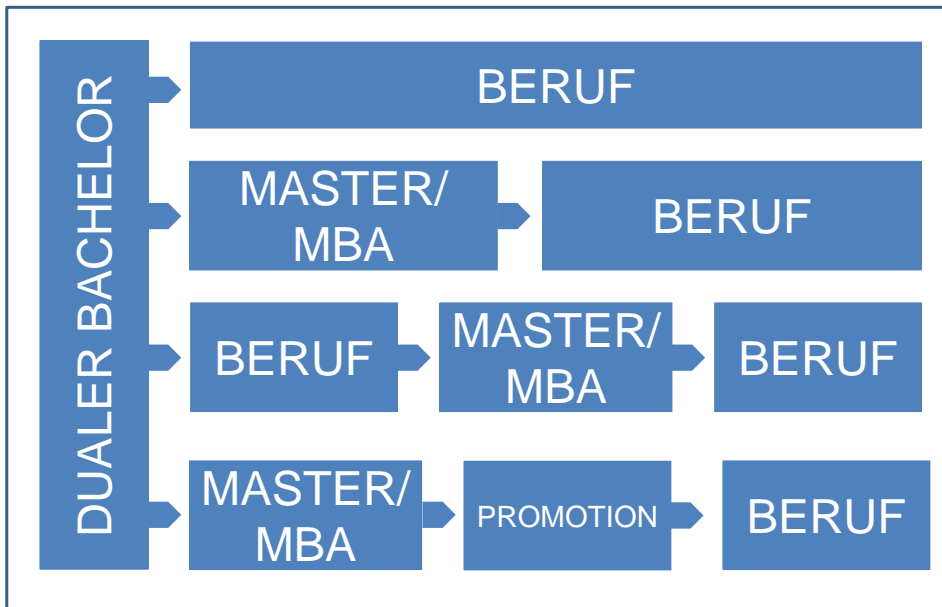 DUALER BACHELOR
BERUF
MASTER/
MBA
BERUF
BERUF
MASTER/
MBA
BERUF
MASTER/
MBA
PROMOTION
BERUF